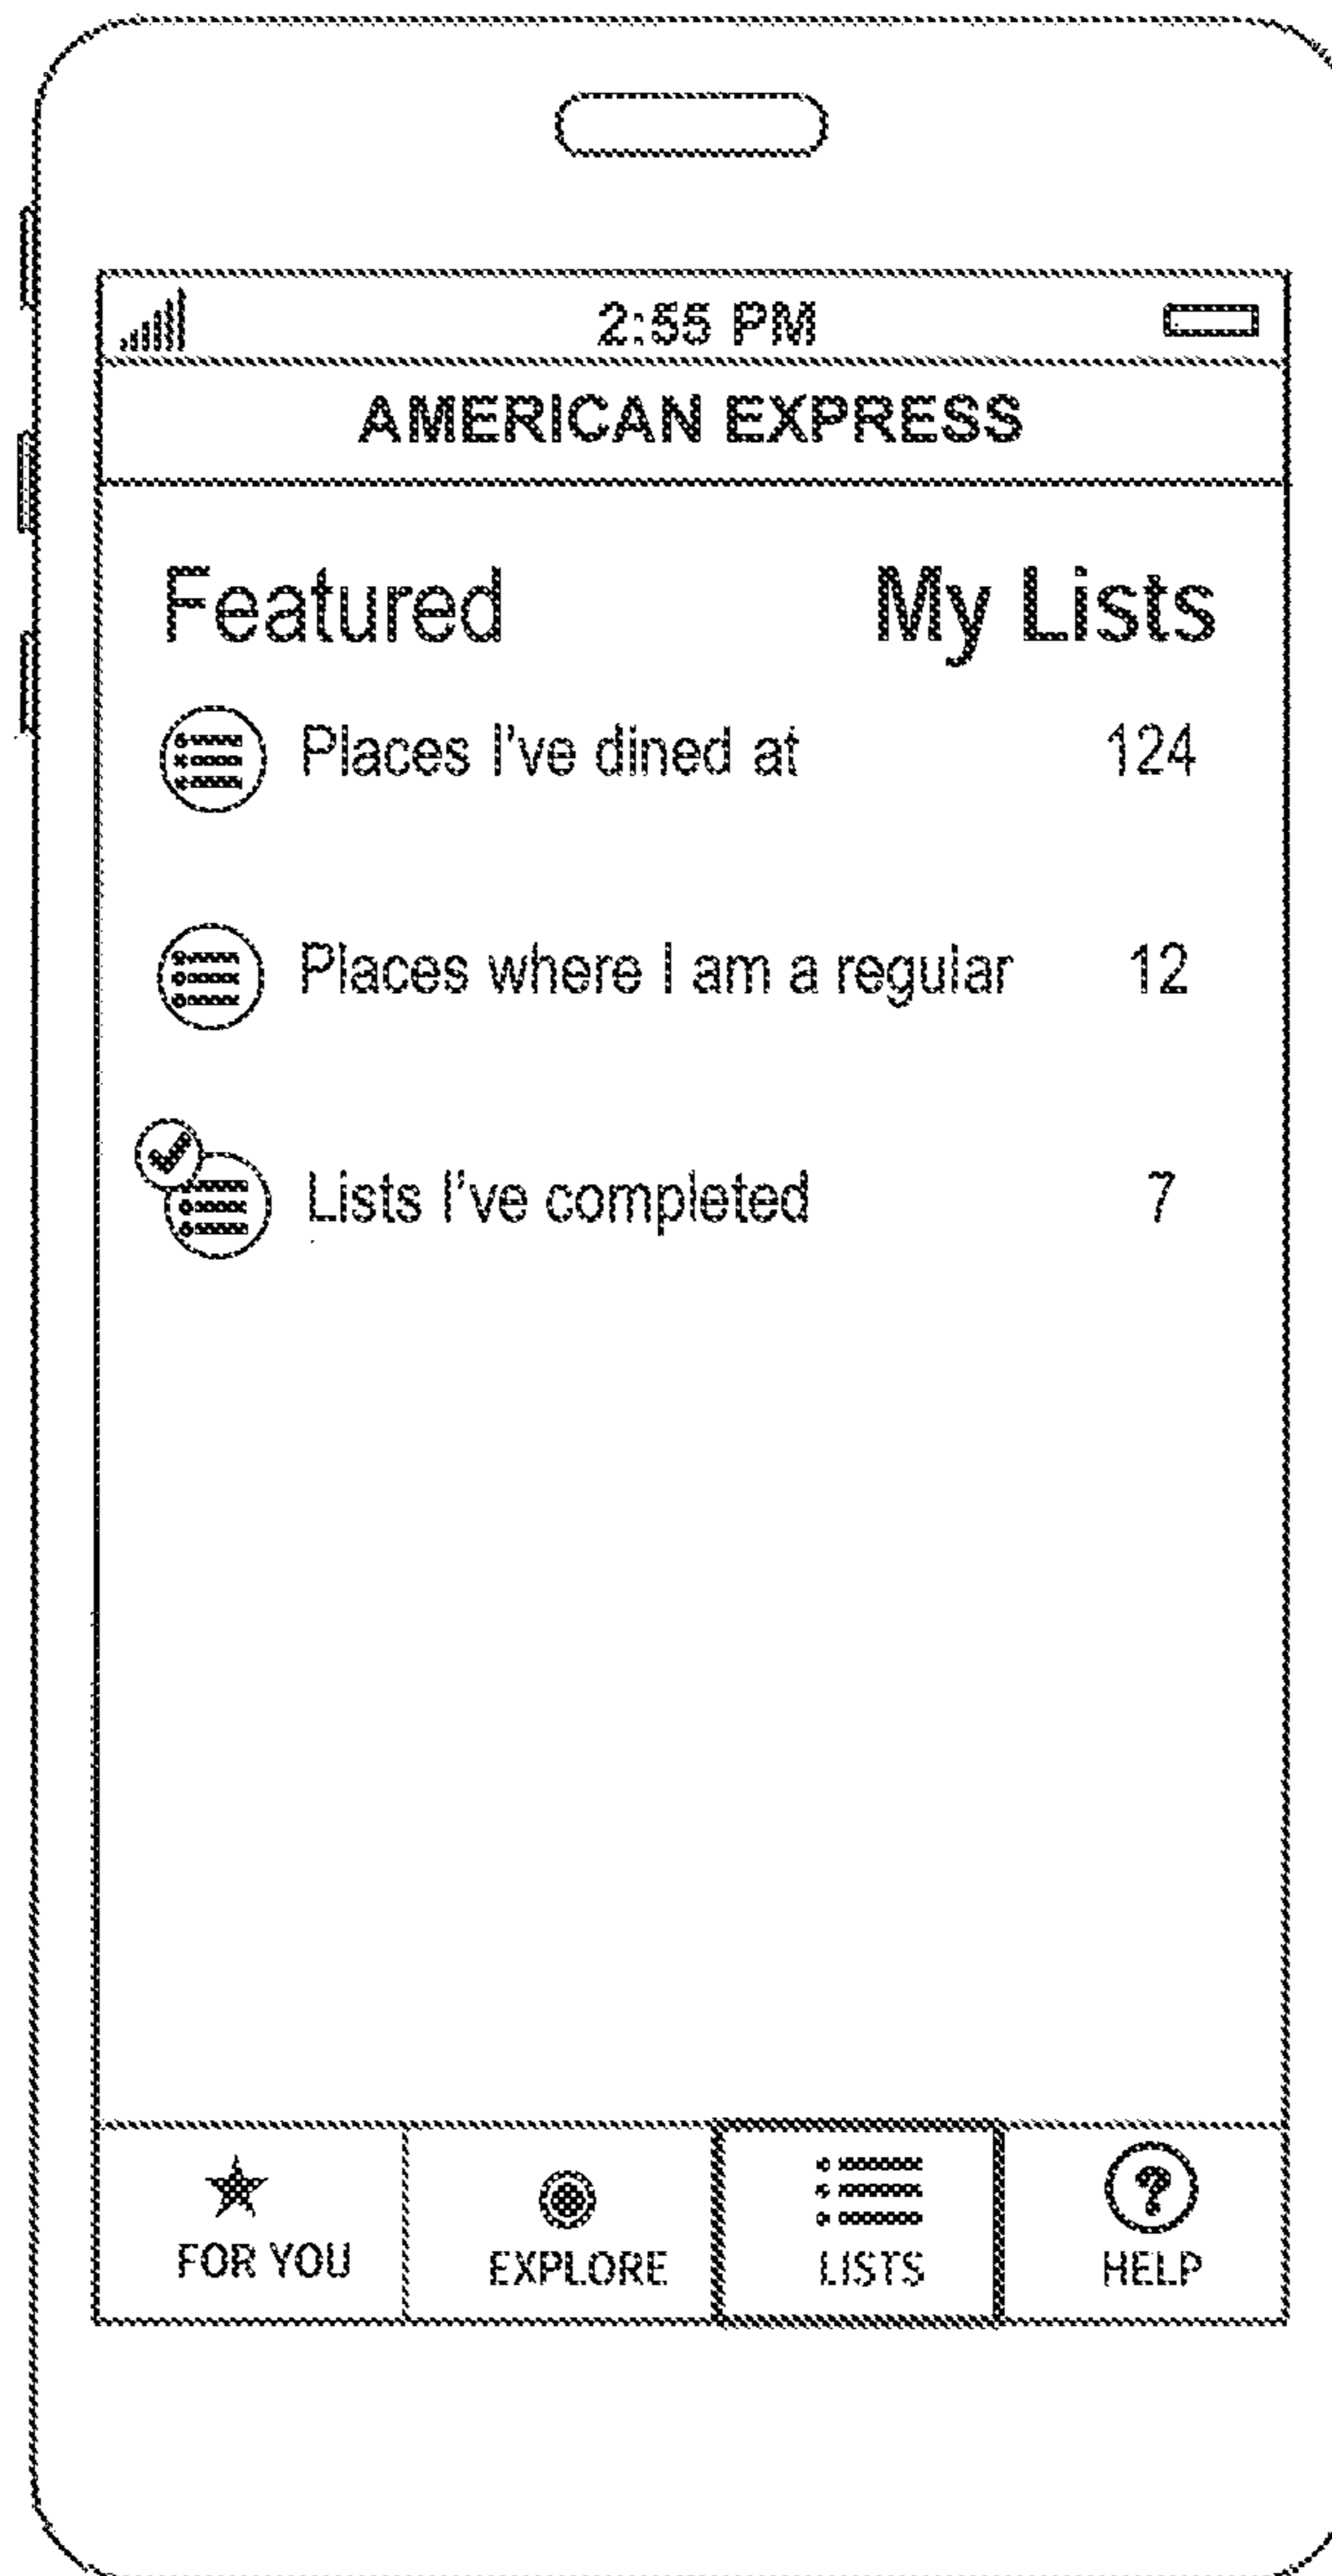 2:55 PM
AMERICAN EXPRESS
Featured My Lists
Places I've dined at 124
Places where I am a regular 12
Lists I've completed 7
FOR YOU EXPLORE LISTS HELP